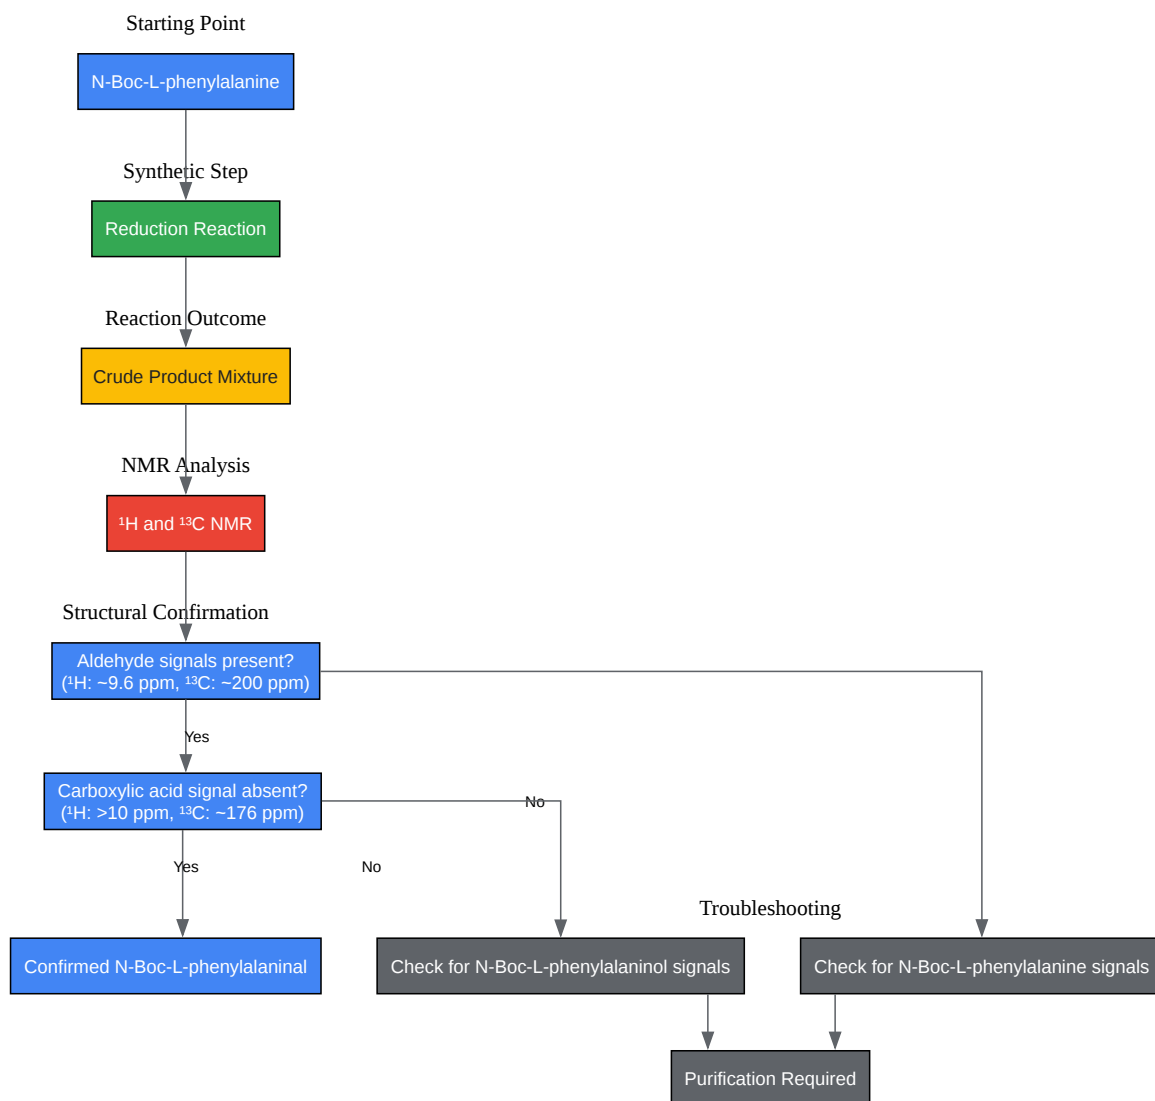 Starting Point
N-Boc-L-phenylalanine
Synthetic Step
Reduction Reaction
Reaction Outcome
Crude Product Mixture
NMR Analysis
¹H and ¹³C NMR
Structural Confirmation
Aldehyde signals present?
(¹H: ~9.6 ppm, ¹³C: ~200 ppm)
Yes
Carboxylic acid signal absent?
(¹H: >10 ppm, ¹³C: ~176 ppm)
No
Yes
No
Troubleshooting
Confirmed N-Boc-L-phenylalaninal
Check for N-Boc-L-phenylalaninol signals
Check for N-Boc-L-phenylalanine signals
Purification Required